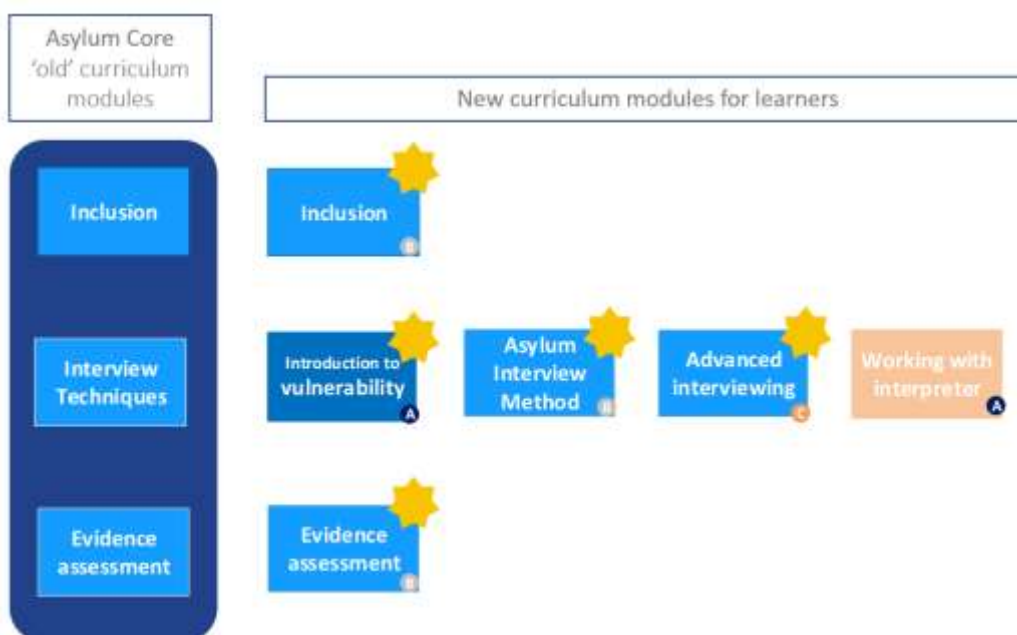 Asylum Core
‘old’ curriculum
modules
New curriculum modules for learners
Inclusion
Inclusion
B
Interview
Techniques
Introduction to
vulnerability
A
Asylum
Interview
Method
B
Advanced
interviewing
C
Working with
interpreter
A
Evidence
assessment
Evidence
assessment
B